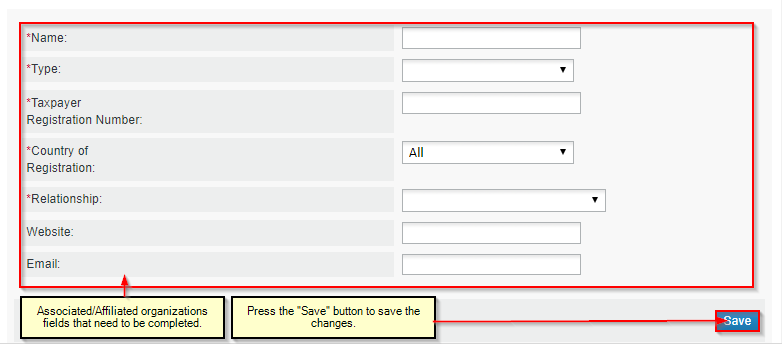 *Name:
*Type:
*Taxpayer
Registration Number:
*Country of
Registration:
All
*Relationship:
Website:
Email:
Associated/Affiliated organizations
fields that need to be completed.
Press the "Save" button to save the
changes.
Save